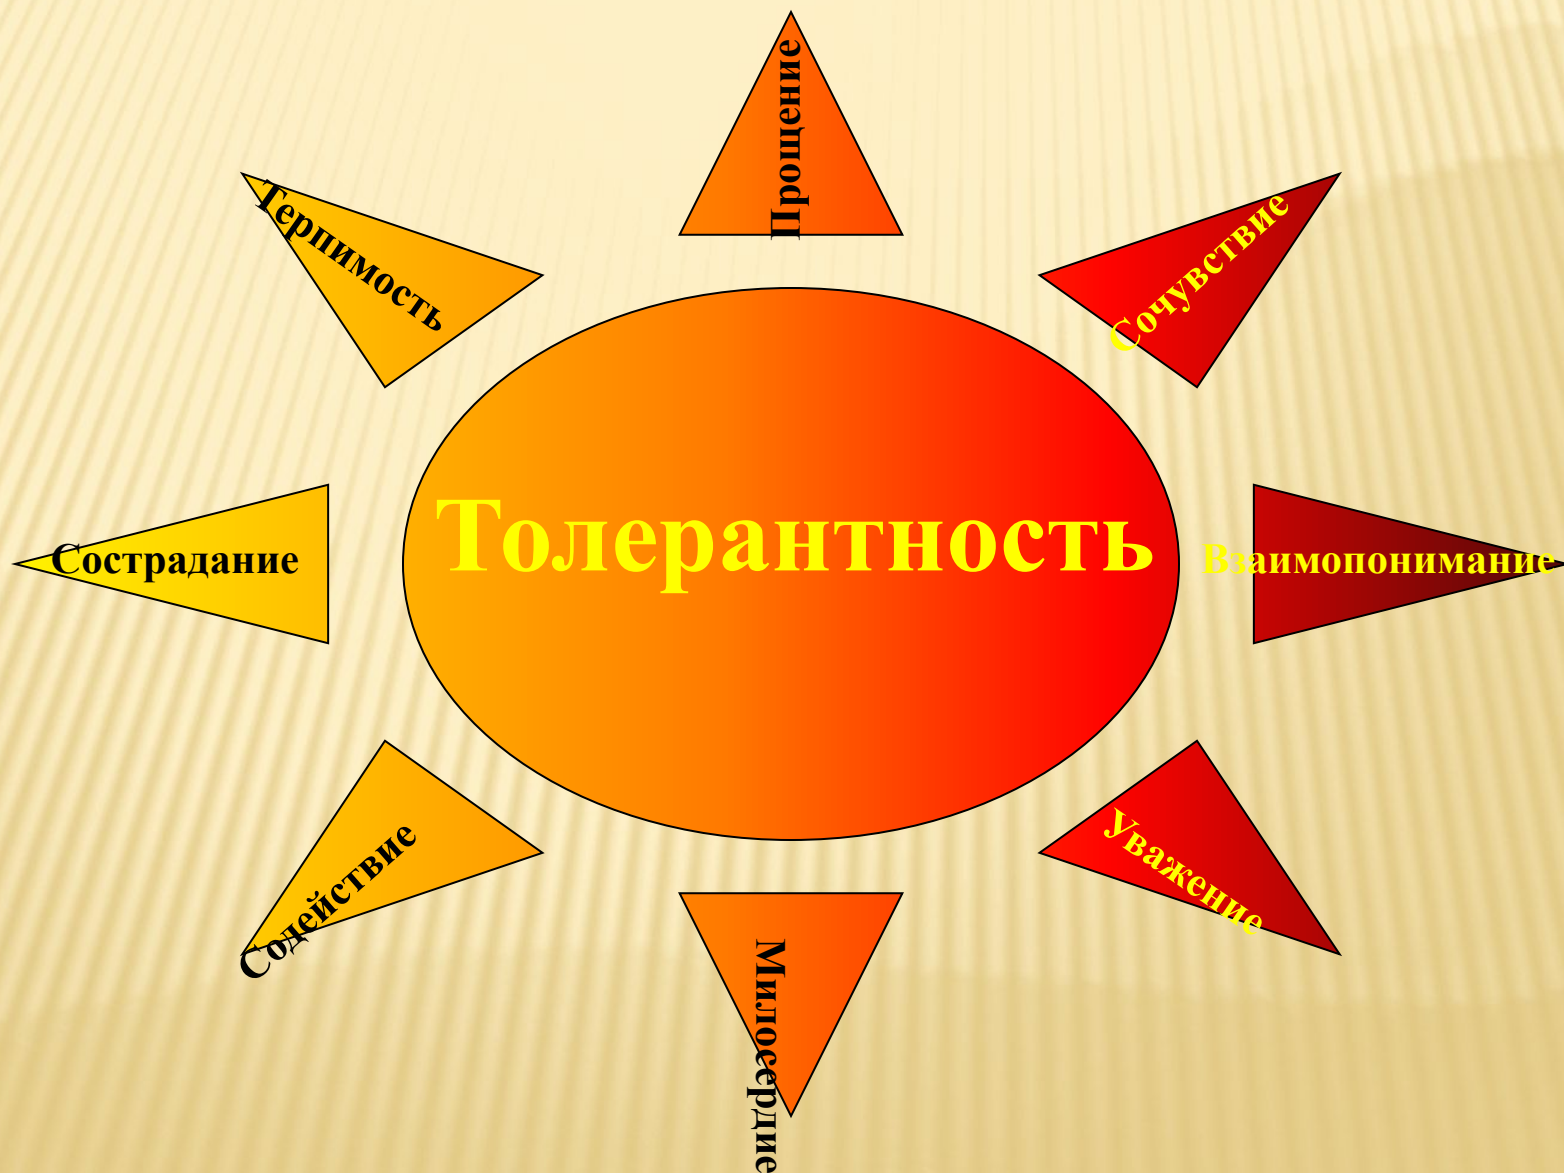 Прощение
Терпимость
Сочувствие
Толерантность
Сострадание
Взаимопонимание
Содействие
Уважение
Милосердие